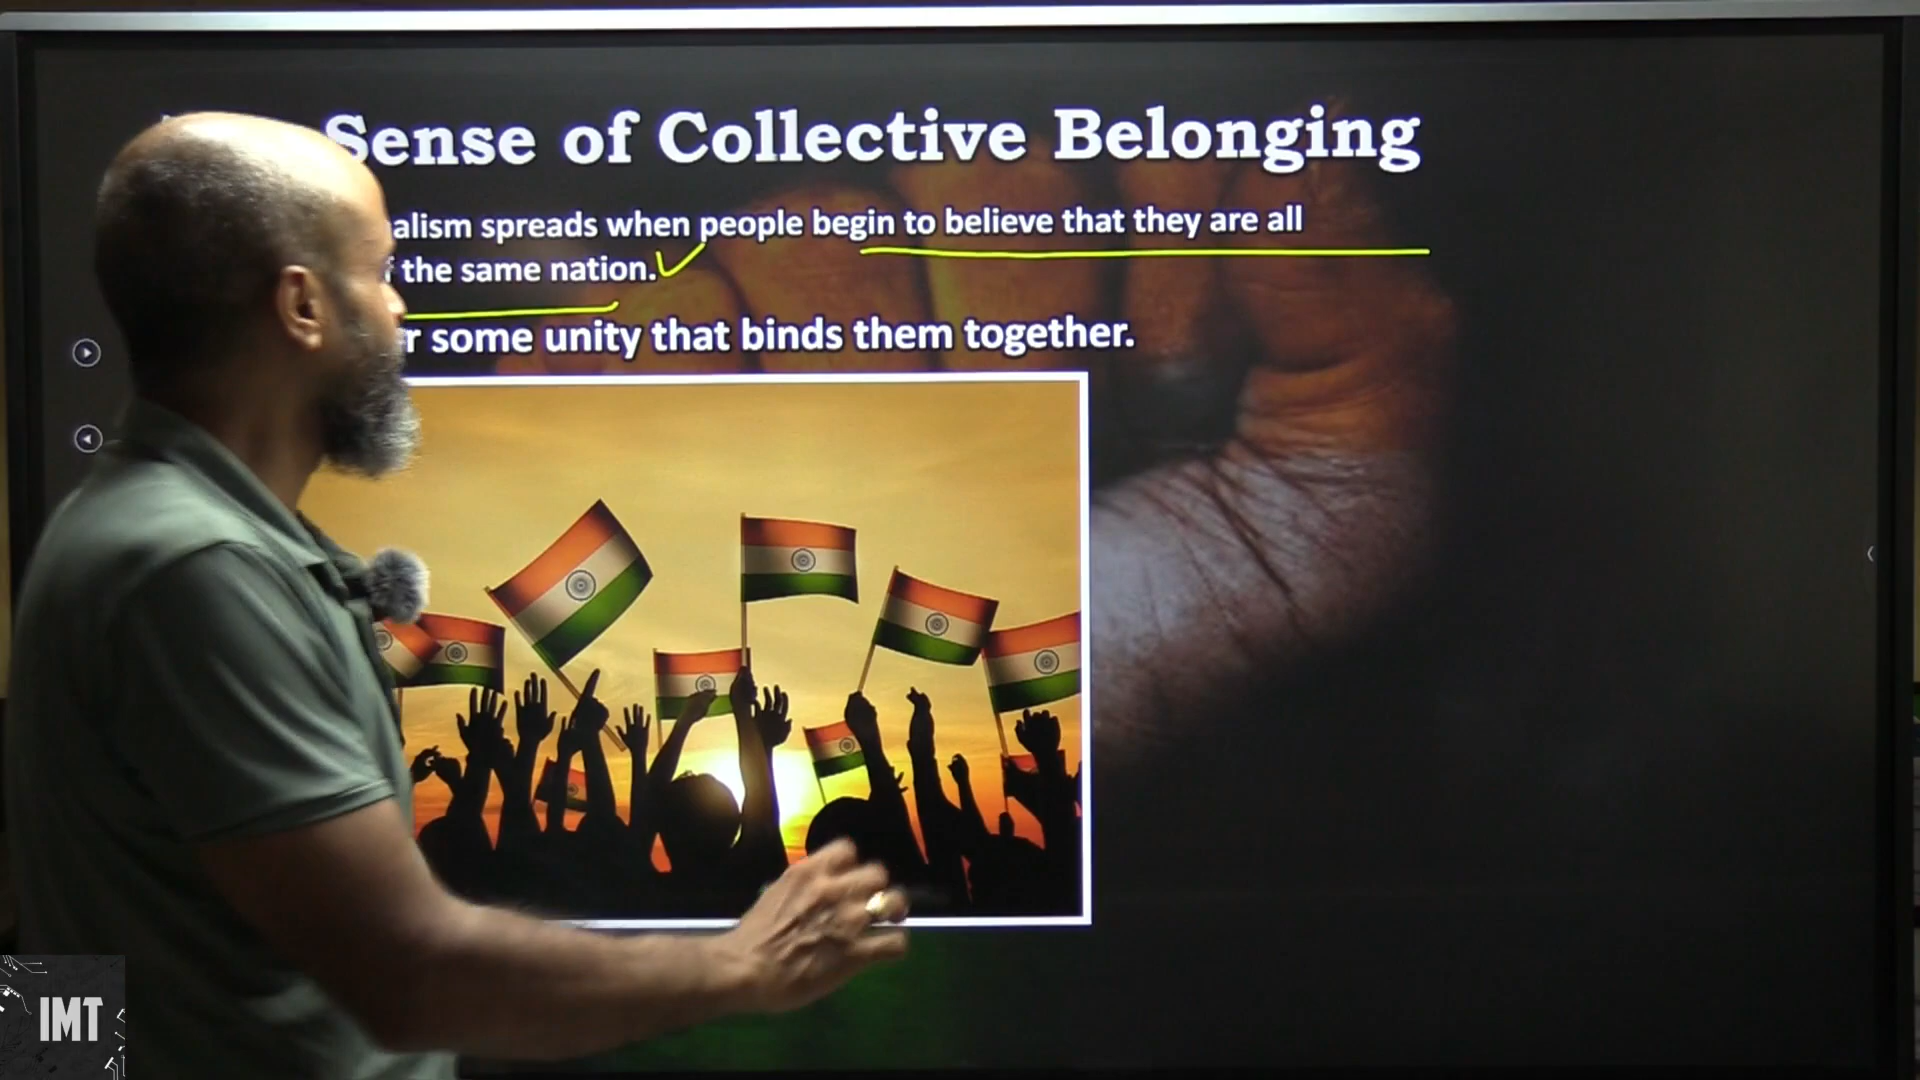 Sense of Collective Belonging
alism spreads when people begin to believe that they are all
the same nation.
r some unity that binds them together.
IMT